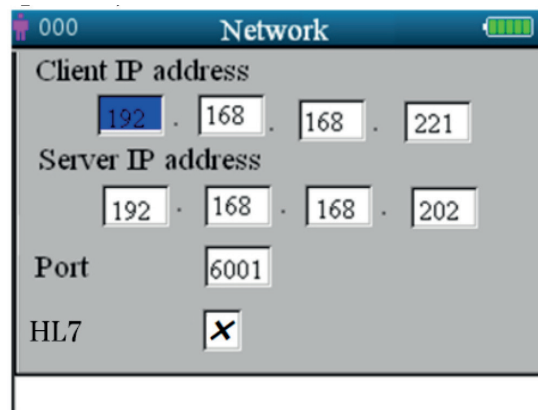 000 Network
Client IP address
192 . 168 . 168 . 221
Server IP address
192 . 168 . 168 . 202
Port 6001
HL7 ×